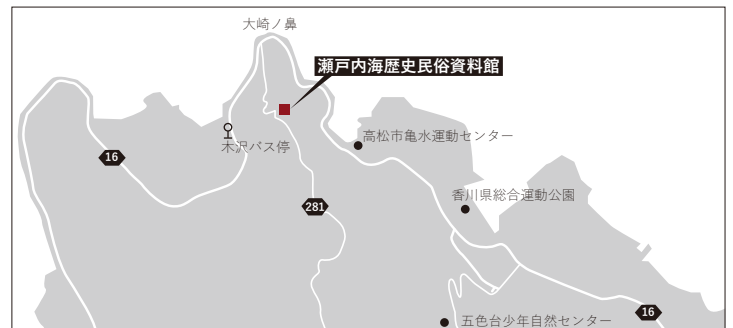 大崎ノ鼻
瀬戸内海歴史民俗資料館
高松市亀水運動センター
木沢バス停
16
香川県総合運動公園
281
16
五色台少年自然センター